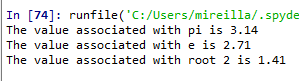 In [74]: runfile('C:/Users/mireilla/.spyde
The value associated with pi is 3.14
The value associated with e is 2.71
The value associated with root 2 is 1.41